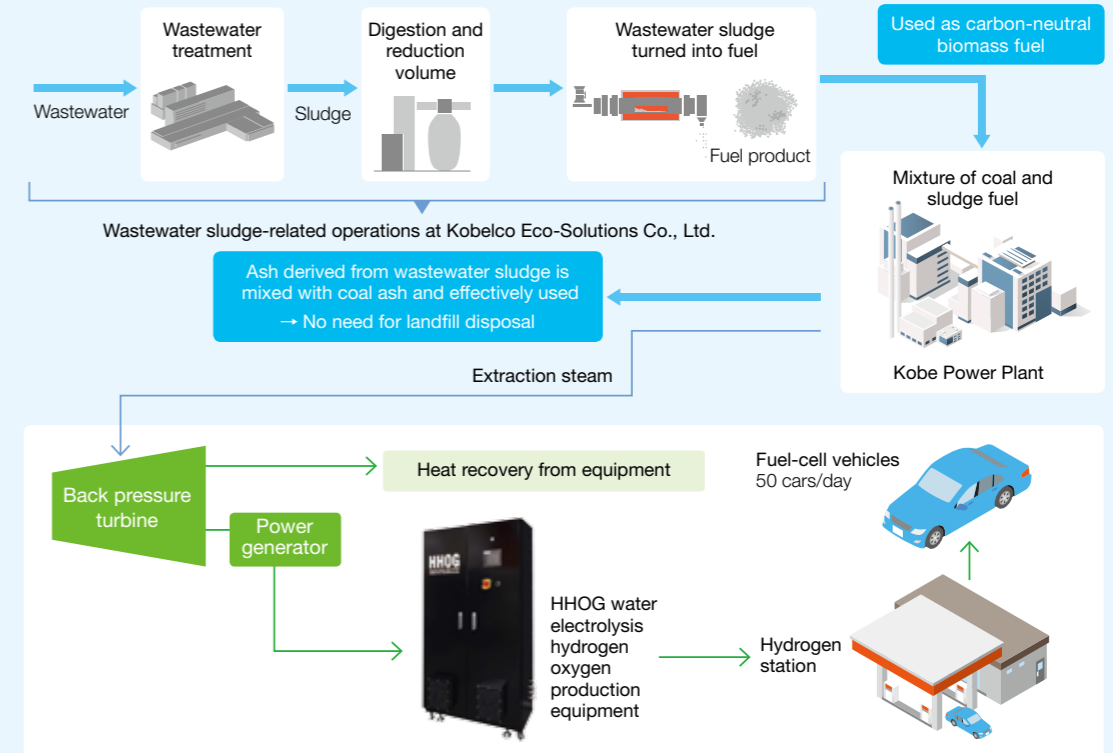 Wastewater
treatment
Digestion and
reduction
volume
Wastewater sludge
turned into fuel
Used as carbon-neutral
biomass fuel
Wastewater
Sludge
Fuel product
Mixture of coal and
sludge fuel
Wastewater sludge-related operations at Kobelco Eco-Solutions Co., Ltd.
Ash derived from wastewater sludge is
mixed with coal ash and effectively used
→ No need for landfill disposal
Kobe Power Plant
Extraction steam
Back pressure
turbine
Heat recovery from equipment
Power
generator
Fuel-cell vehicles
50 cars/day
HHOG
HHOG water
electrolysis
hydrogen
oxygen
production
equipment
Hydrogen
station